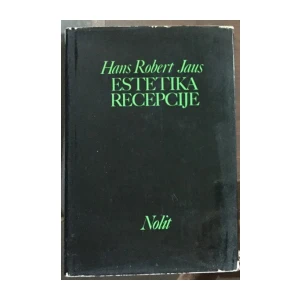 Hans Robert Jaus
ESTETIKA
RECEPCIJE
Nolit